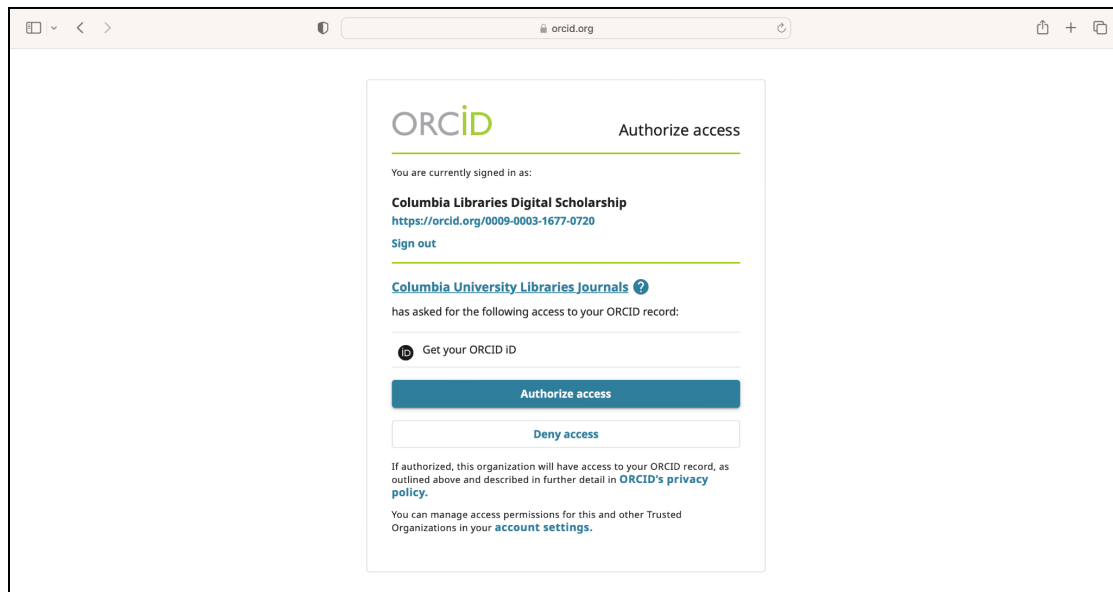 orcid.org
ORCiD
Authorize access
You are currently signed in as:
Columbia Libraries Digital Scholarship
https://orcid.org/0009-0003-1677-0720
Sign out
Columbia University Libraries Journals ?
has asked for the following access to your ORCID record:
iD Get your ORCID iD
Authorize access
Deny access
If authorized, this organization will have access to your ORCID record, as
outlined above and described in further detail in ORCID's privacy
policy.
You can manage access permissions for this and other Trusted
Organizations in your account settings.